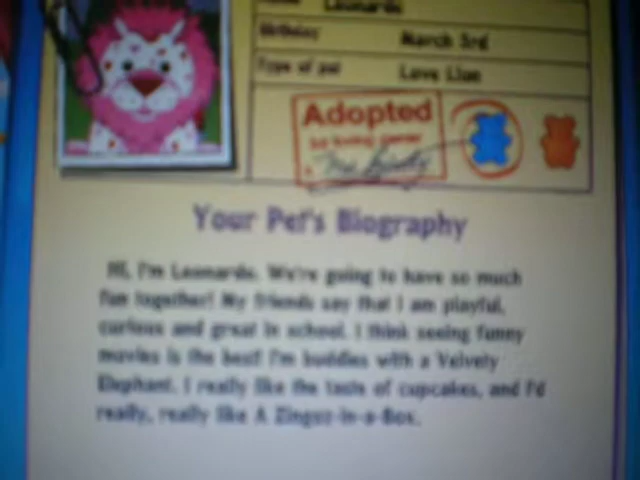 Leonardo
Birthday March 3rd
Type of pet Love Lion
Adopted
by loving owner
Your Pet's Biography
Hi, I'm Leonardo. We're going to have so much
fun together! My friends say that I am playful,
curious and great in school. I think seeing funny
movies is the best! I'm buddies with a Velvety
Elephant. I really like the taste of cupcakes, and I'd
really, really like A Zingoz-in-a-Box.